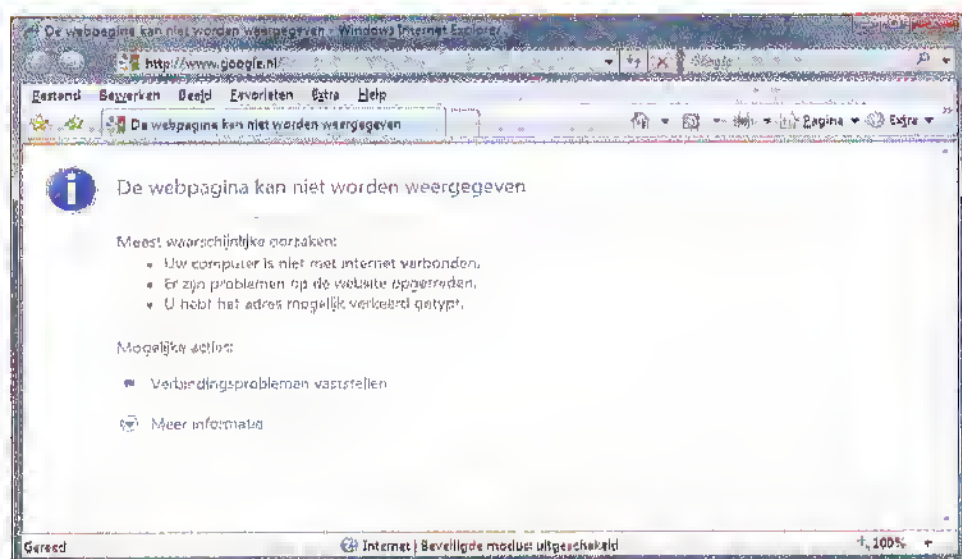 De webpagina kan niet worden weergegeven - Windows Internet Explorer
http://www.google.nl/
Google
Bestand Bewerken Beeld Favorieten Extra Help
De webpagina kan niet worden weergegeven
Pagina Extra
De webpagina kan niet worden weergegeven
Meest waarschijnlijke oorzaken:
• Uw computer is niet met internet verbonden.
• Er zijn problemen op de website opgetreden.
• U hebt het adres mogelijk verkeerd getypt.
Mogelijke acties:
Verbindingsproblemen vaststellen
Meer informatie
Gereed Internet | Beveiligde modus: uitgeschakeld 100%